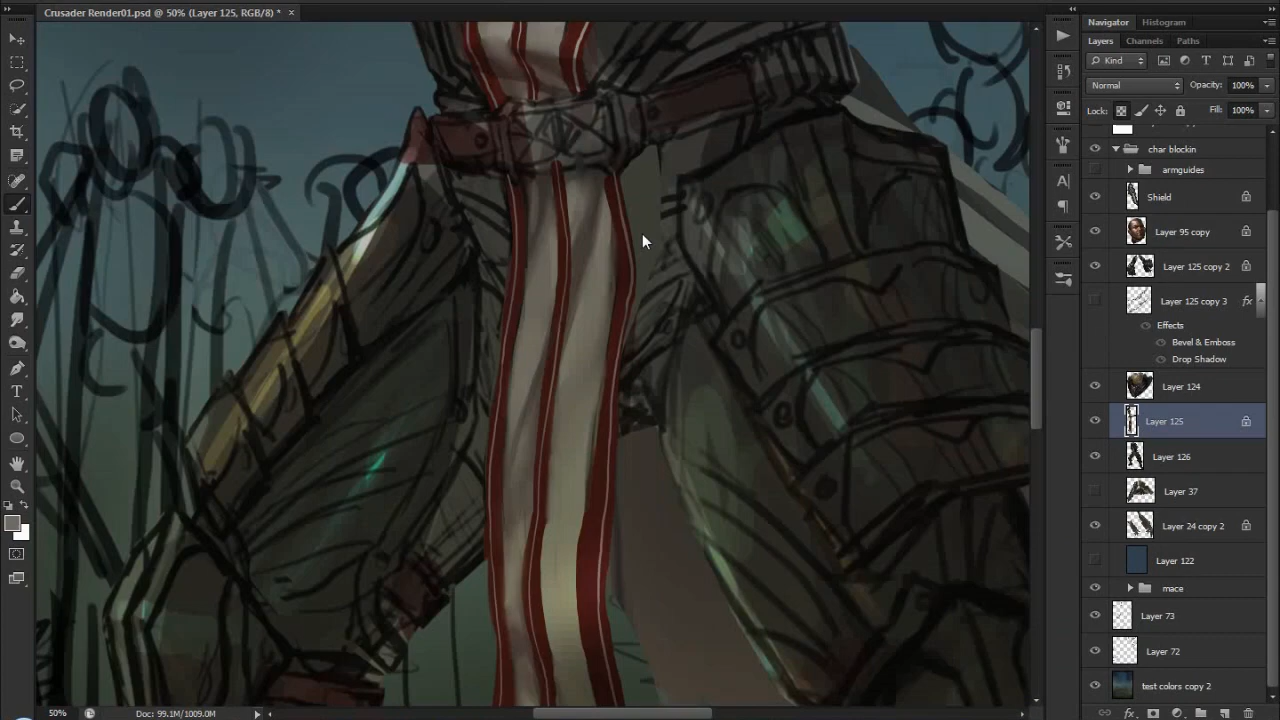 Crusader Render01.psd @ 50% (Layer 125, RGB/8) * ×
Navigator Histogram
Layers Channels Paths
Kind
Normal Opacity: 100%
Lock: Fill: 100%
char blockin
armguides
Shield
Layer 95 copy
Layer 125 copy 2
Layer 125 copy 3 fx
Effects
Bevel & Emboss
Drop Shadow
Layer 124
Layer 125
Layer 126
Layer 37
Layer 24 copy 2
Layer 122
mace
Layer 73
Layer 72
test colors copy 2
50% Doc: 99.1M/1009.0M